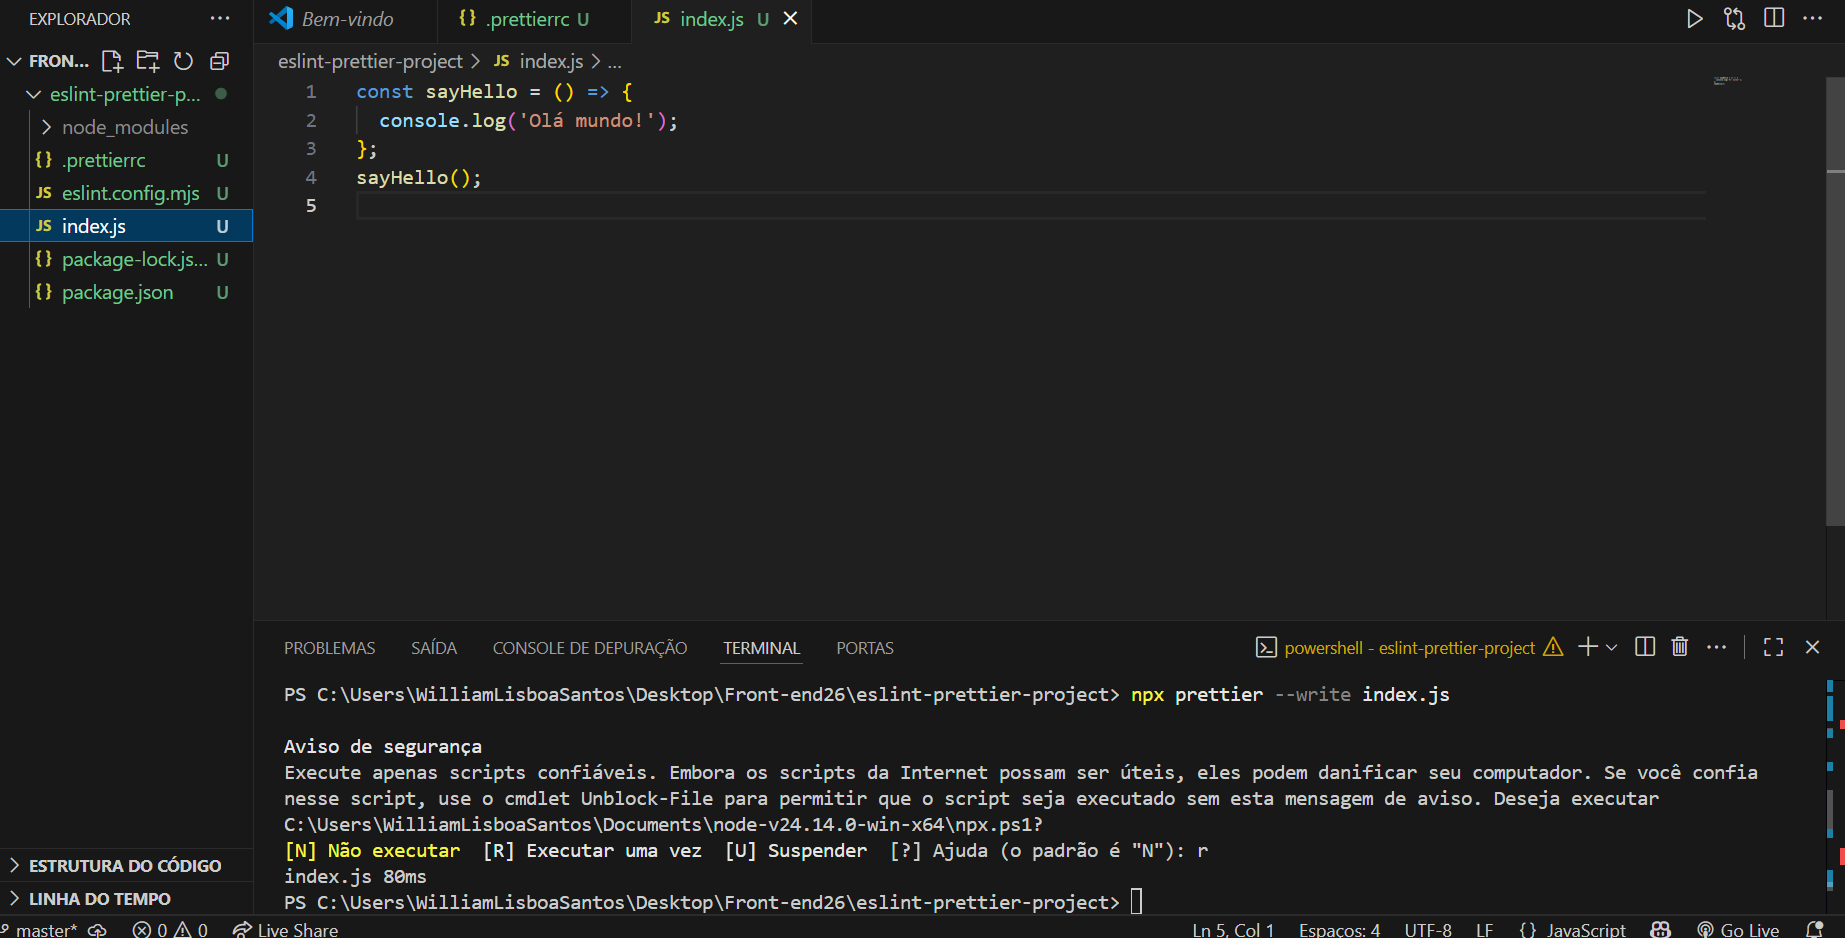 EXPLORADOR ···
Bem-vindo
{} .prettierrc U
JS index.js U
FRON...
eslint-prettier-p...
node_modules
{} .prettierrc U
JS eslint.config.mjs U
JS index.js U
{} package-lock.js... U
{} package.json U
ESTRUTURA DO CÓDIGO
LINHA DO TEMPO
eslint-prettier-project > JS index.js > ...
1 const sayHello = () => {
2 console.log('Olá mundo!');
3 };
4 sayHello();
5
PROBLEMAS SAÍDA CONSOLE DE DEPURAÇÃO TERMINAL PORTAS
powershell - eslint-prettier-project
PS C:\Users\WilliamLisboaSantos\Desktop\Front-end26\eslint-prettier-project> npx prettier --write index.js
Aviso de segurança
Execute apenas scripts confiáveis. Embora os scripts da Internet possam ser úteis, eles podem danificar seu computador. Se você confia
nesse script, use o cmdlet Unblock-File para permitir que o script seja executado sem esta mensagem de aviso. Deseja executar
C:\Users\WilliamLisboaSantos\Documents\node-v24.14.0-win-x64\npx.ps1?
[N] Não executar [R] Executar uma vez [U] Suspender [?] Ajuda (o padrão é "N"): r
index.js 80ms
PS C:\Users\WilliamLisboaSantos\Desktop\Front-end26\eslint-prettier-project>
master* 0 0 Live Share Ln 5, Col 1 Espaços: 4 UTF-8 LF {} JavaScript Go Live